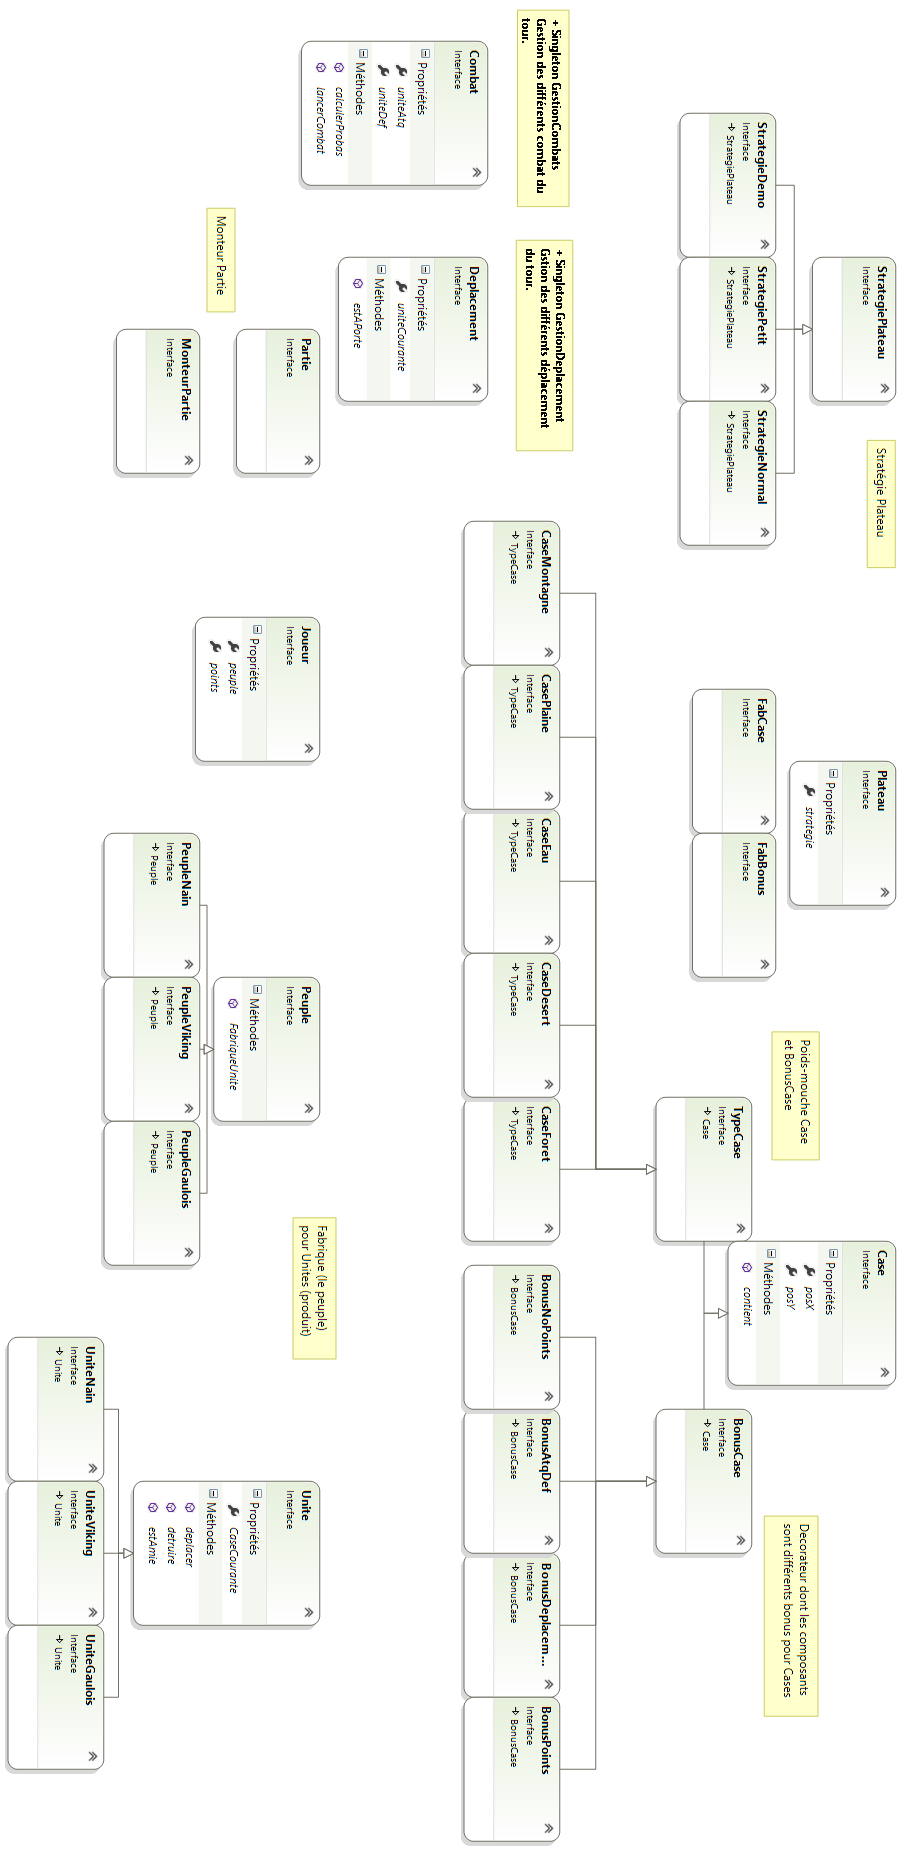 StrategiePlateau
Interface
Stratégie Plateau
StrategieDemo
Interface
StrategiePlateau
StrategiePetit
Interface
StrategiePlateau
StrategieNormal
Interface
StrategiePlateau
+ Singleton GestionCombats
Gestion des différents combat du
tour.
+ Singleton GestionDeplacement
Gstion des différents déplacement
du tour.
Combat
Interface
Propriétés
uniteAtq
uniteDef
Méthodes
calculerProbas
lancerCombat
Deplacement
Interface
Propriétés
uniteCourante
Méthodes
estAPorte
Monteur Partie
Partie
Interface
MonteurPartie
Interface
Plateau
Interface
Propriétés
strategie
FabCase
Interface
FabBonus
Interface
Poids-mouche Case
et BonusCase
Case
Interface
Propriétés
posX
posY
Méthodes
contient
Decorateur dont les composants
sont différents bonus pour Cases
TypeCase
Interface
Case
BonusCase
Interface
Case
CaseMontagne
Interface
TypeCase
CasePlaine
Interface
TypeCase
CaseEau
Interface
TypeCase
CaseDesert
Interface
TypeCase
CaseForet
Interface
TypeCase
BonusNoPoints
Interface
BonusCase
BonusAtqDef
Interface
BonusCase
BonusDeplacem...
Interface
BonusCase
BonusPoints
Interface
BonusCase
Joueur
Interface
Propriétés
peuple
points
Peuple
Interface
Méthodes
FabriqueUnite
Fabrique (le peuple)
pour Unites (produit)
PeupleNain
Interface
Peuple
PeupleViking
Interface
Peuple
PeupleGaulois
Interface
Peuple
Unite
Interface
Propriétés
CaseCourante
Méthodes
deplacer
detruire
estAmie
UniteNain
Interface
Unite
UniteViking
Interface
Unite
UniteGaulois
Interface
Unite